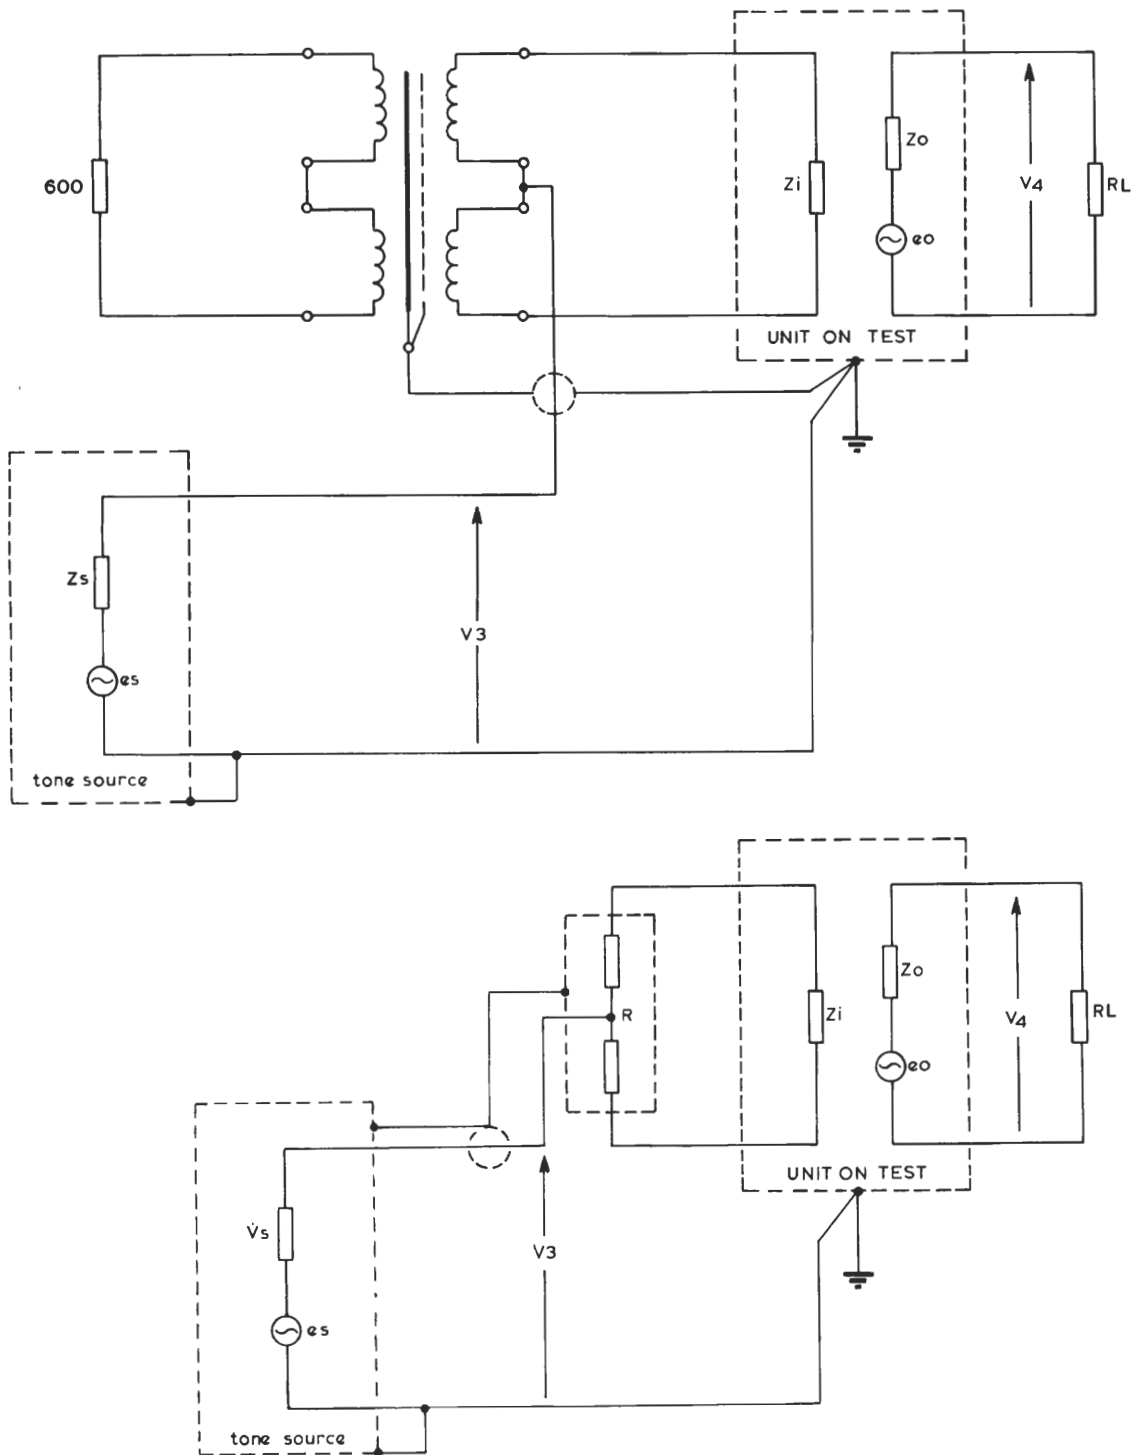 600
Zi
Zo
eo
V4
RL
UNIT ON TEST
Zs
es
V3
tone source
R
Zi
Zo
eo
V4
RL
UNIT ON TEST
Vs
es
V3
tone source